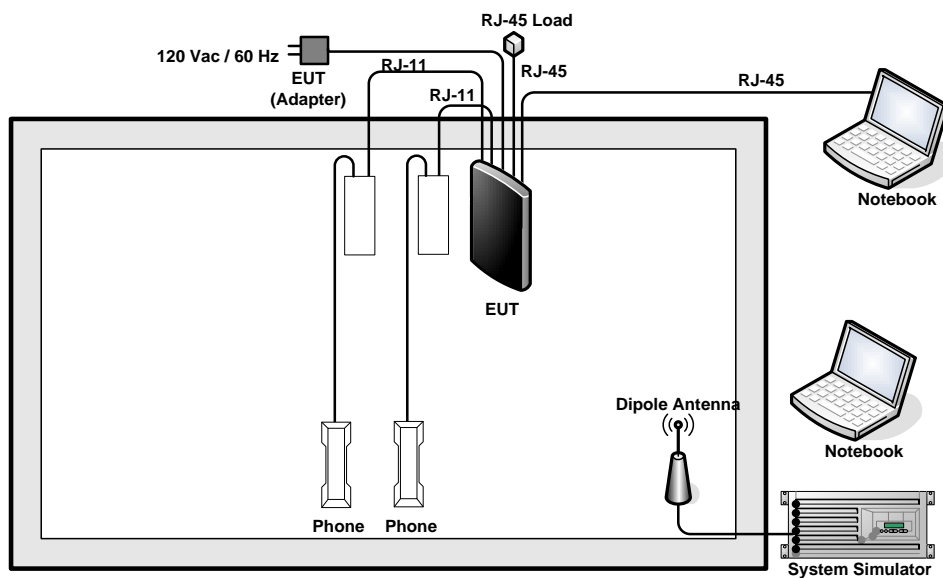 RJ-45 Load
120 Vac / 60 Hz
EUT
(Adapter)
RJ-11
RJ-11
RJ-45
RJ-45
Notebook
EUT
Dipole Antenna
Notebook
Phone
Phone
System Simulator